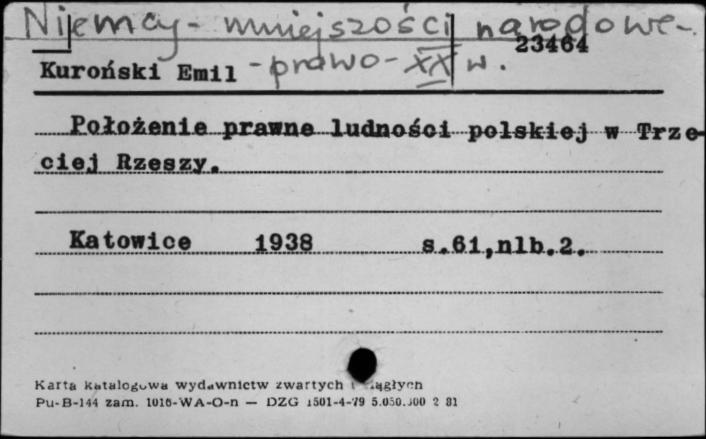 Niemcy - mniejszości narodowe -
23464
Kuroński Emil - prawo - XX w.
Położenie prawne ludności polskiej w Trze-
ciej Rzeszy.
Katowice 1938 s.61,nlb.2.
Karta katalogowa wydawnictw zwartych i ciągłych
Pu-B-144 zam. 1016-WA-O-n — DZG 1501-4-79 5.050.000 2 81